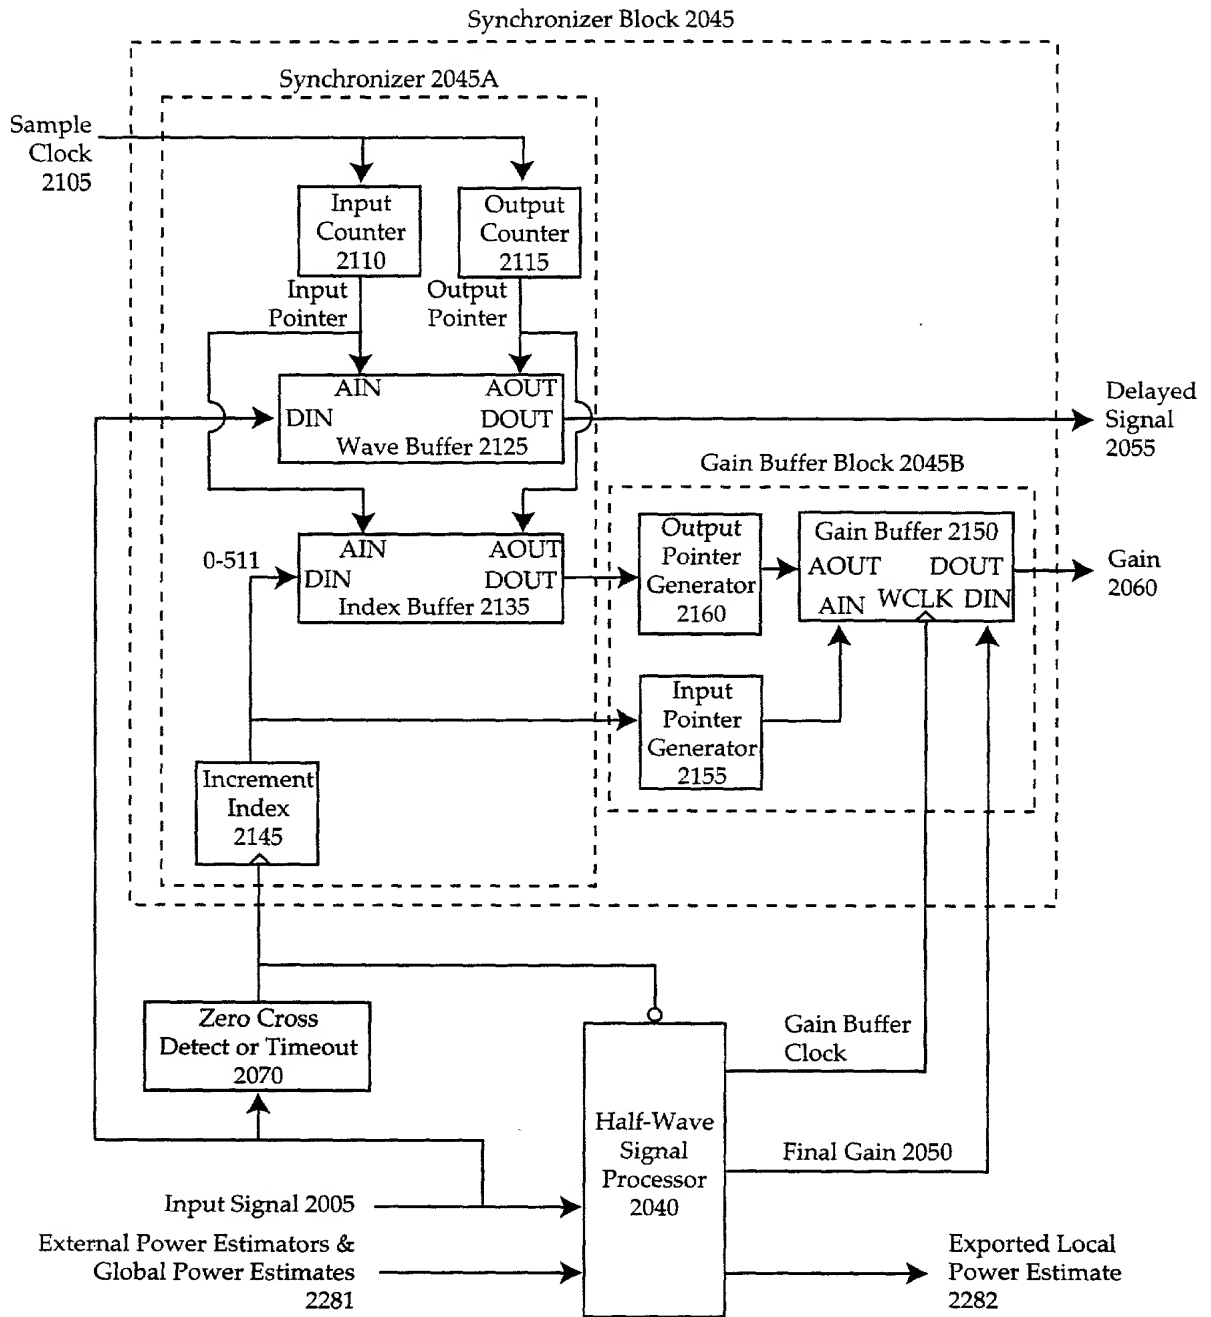 Synchronizer Block 2045
Synchronizer 2045A
Sample
Clock
2105
Input
Counter
2110
Output
Counter
2115
Input
Pointer
Output
Pointer
AIN
AOUT
DIN
DOUT
Wave Buffer 2125
Delayed
Signal
2055
Gain Buffer Block 2045B
0-511
AIN
AOUT
DIN
DOUT
Index Buffer 2135
Output
Pointer
Generator
2160
Gain Buffer 2150
AOUT
DOUT
AIN
WCLK
DIN
Gain
2060
Input
Pointer
Generator
2155
Increment
Index
2145
Zero Cross
Detect or Timeout
2070
Gain Buffer
Clock
Half-Wave
Signal
Processor
2040
Final Gain 2050
Input Signal 2005
External Power Estimators &
Global Power Estimates
2281
Exported Local
Power Estimate
2282